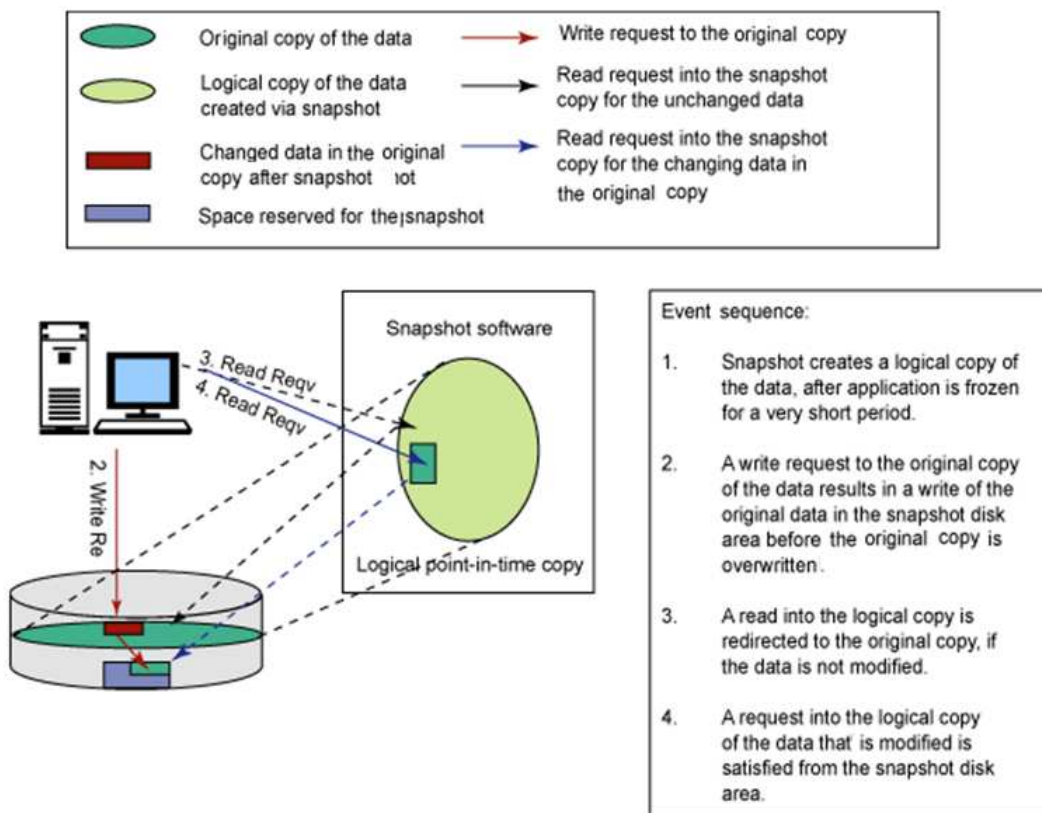 Original copy of the data
Logical copy of the data
created via snapshot
Changed data in the original
copy after snapshot ıot
Space reserved for the snapshot
Write request to the original copy
Read request into the snapshot
copy for the unchanged data
Read request into the snapshot
copy for the changing data in
the original copy
3. Read Reqv
4. Read Reqv
2. Write Re
Snapshot software
Logical point-in-time copy
Event sequence:
1. Snapshot creates a logical copy of
the data, after application is frozen
for a very short period.
2. A write request to the original copy
of the data results in a write of the
original data in the snapshot disk
area before the original copy is
overwritten.
3. A read into the logical copy is
redirected to the original copy, if
the data is not modified.
4. A request into the logical copy
of the data that is modified is
satisfied from the snapshot disk
area.